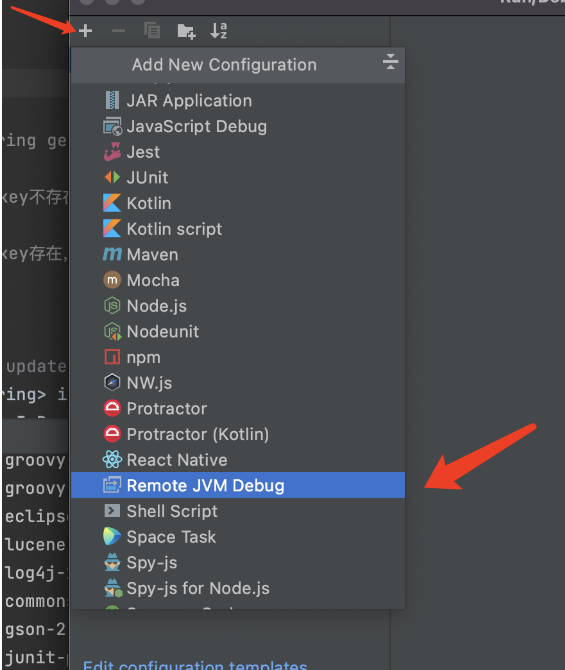 Run/De
Add New Configuration
JAR Application
JavaScript Debug
Jest
JUnit
Kotlin
Kotlin script
Maven
Mocha
Node.js
Nodeunit
npm
NW.js
Protractor
Protractor (Kotlin)
React Native
Remote JVM Debug
Shell Script
Space Task
Spy-js
Spy-js for Node.js
Edit configuration templates
ring ge
key不存在
key存在,
update
ring> i
groovy
groovy
eclips
lucene
log4j-
common
gson-2
junit-